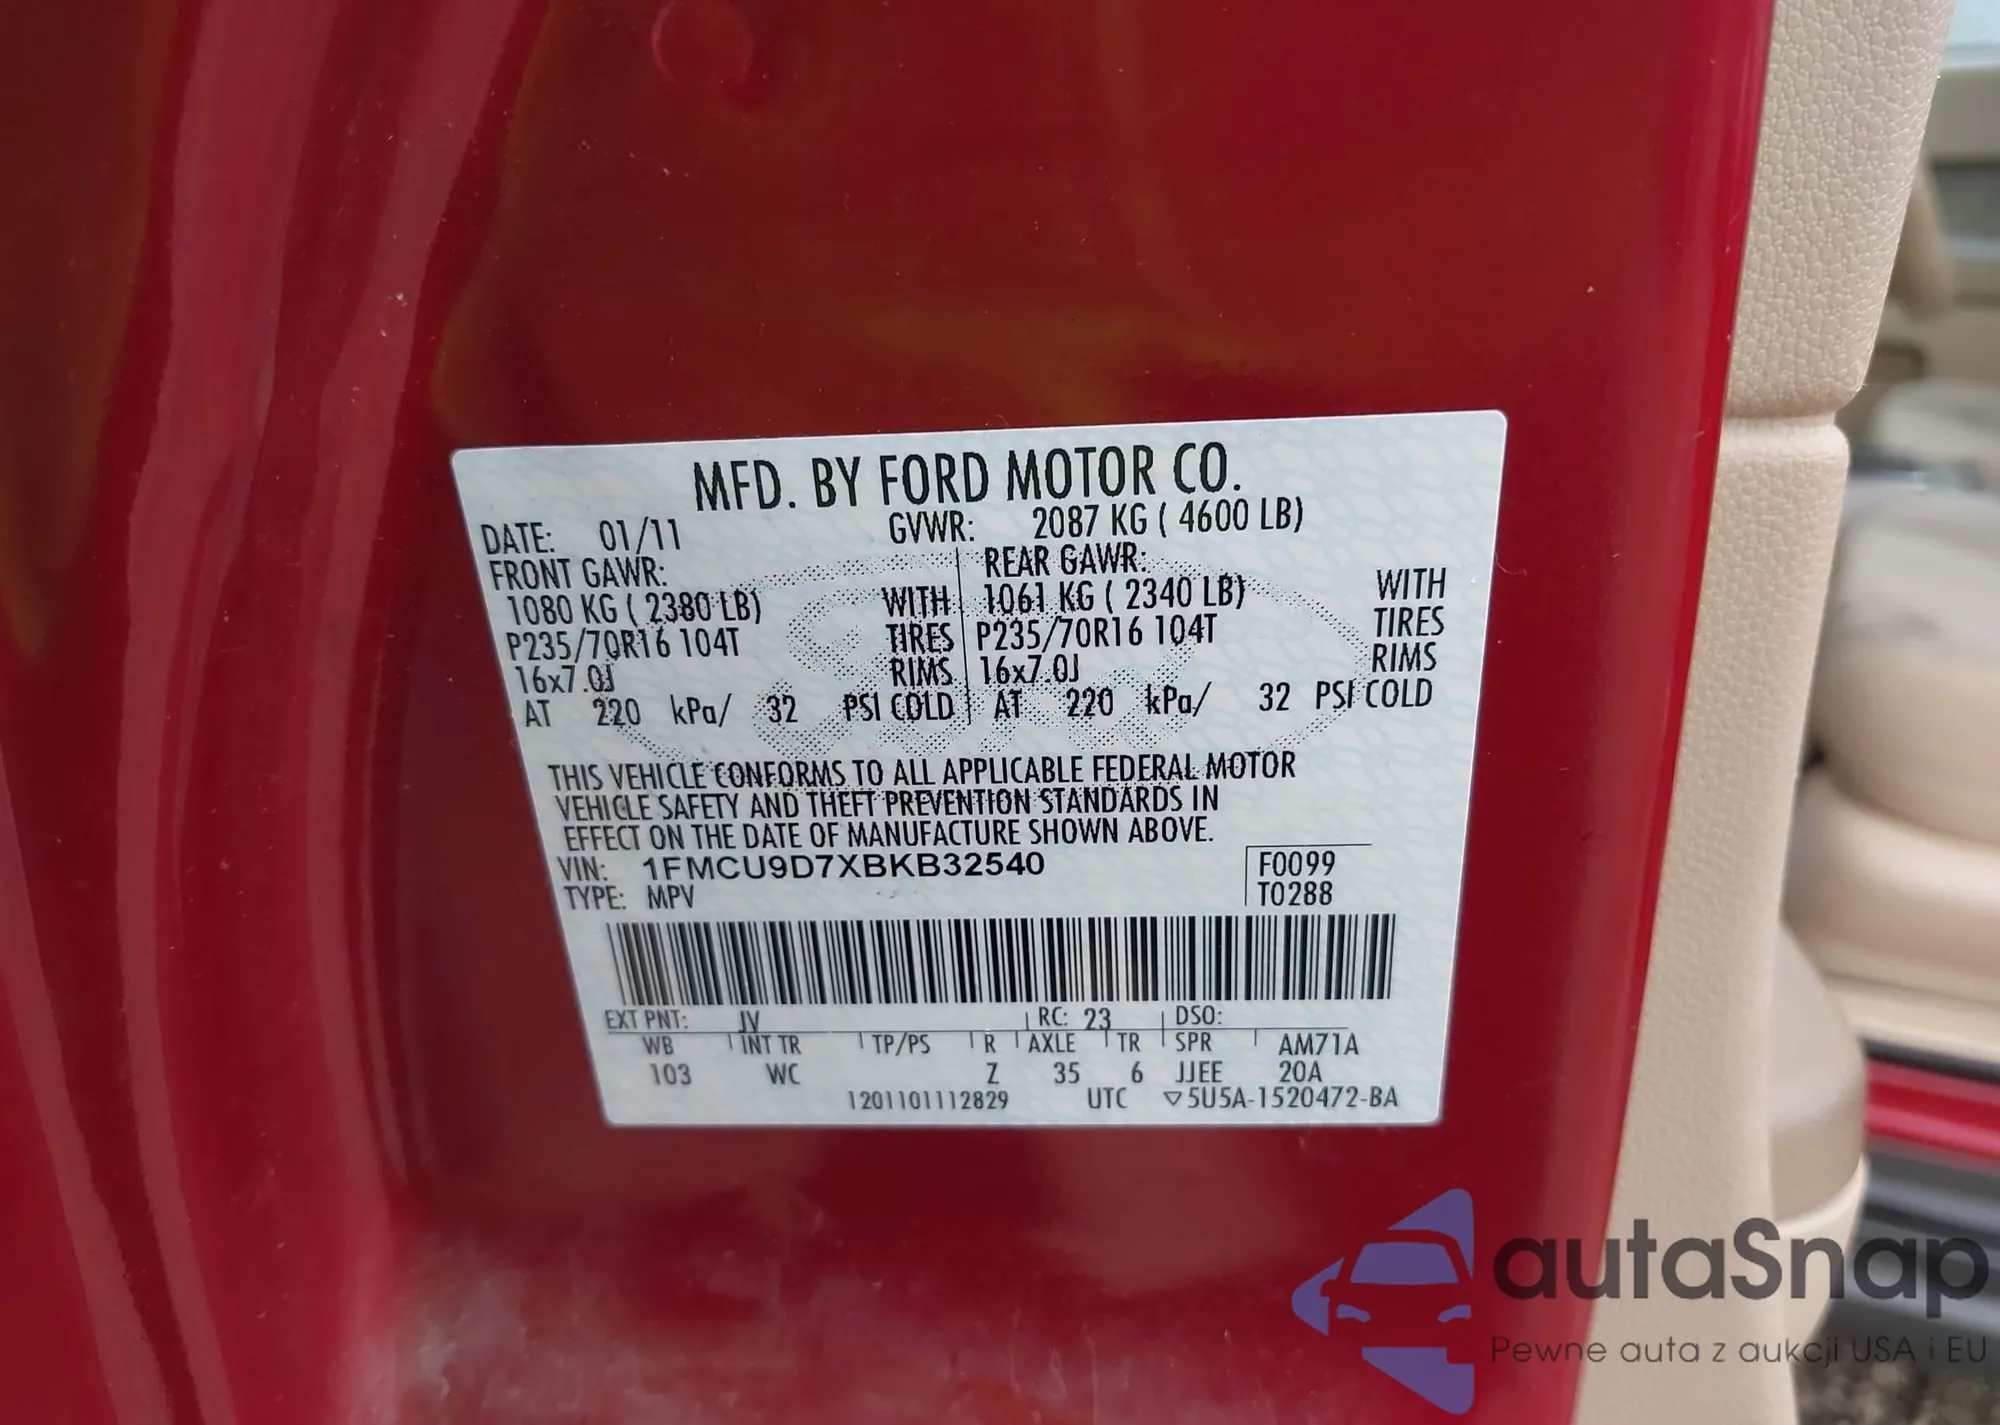 MFD. BY FORD MOTOR CO.
DATE: 01/11 GVWR: 2087 KG ( 4600 LB)
FRONT GAWR: REAR GAWR:
1080 KG ( 2380 LB) WITH 1061 KG ( 2340 LB) WITH
P235/70R16 104T TIRES P235/70R16 104T TIRES
16x7.0J RIMS 16x7.0J RIMS
AT 220 kPa/ 32 PSI COLD AT 220 kPa/ 32 PSI COLD
THIS VEHICLE CONFORMS TO ALL APPLICABLE FEDERAL MOTOR
VEHICLE SAFETY AND THEFT PREVENTION STANDARDS IN
EFFECT ON THE DATE OF MANUFACTURE SHOWN ABOVE.
VIN: 1FMCU9D7XBKB32540 F0099
TYPE: MPV T0288
EXT PNT: JV RC: 23 DSO:
WB INT TR TP/PS R AXLE TR SPR AM71A
103 WC Z 35 6 JJEE 20A
1201101112829 UTC ▽5U5A-1520472-BA
autaSnap
Pewne auta z aukcji USA i EU